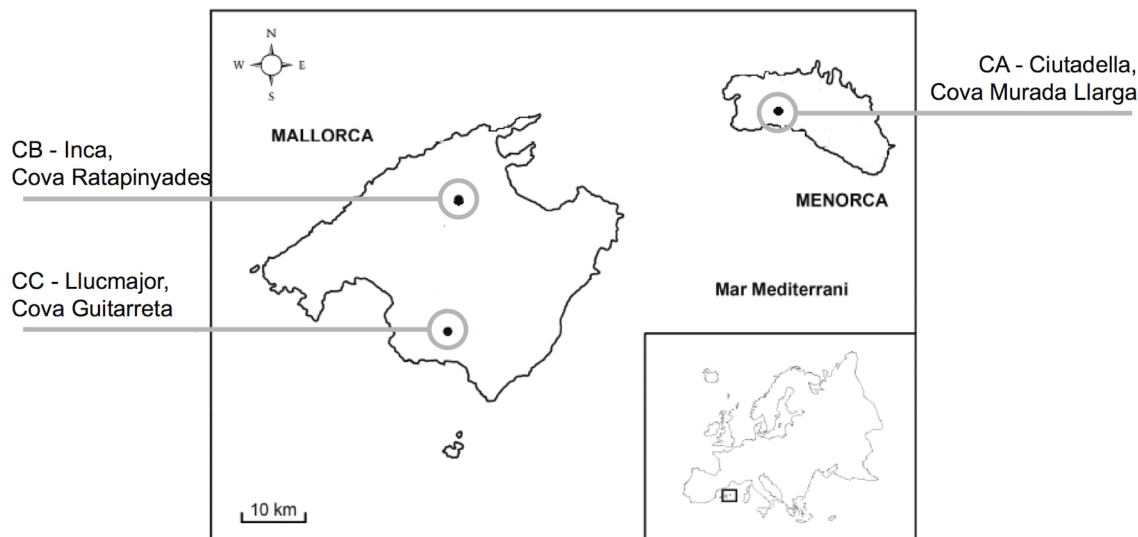 N
W E
S
MALLORCA
CA - Ciutadella,
Cova Murada Llarga
CB - Inca,
Cova Ratapinyades
MENORCA
CC - Llucmajor,
Cova Guitarreta
Mar Mediterrani
10 km